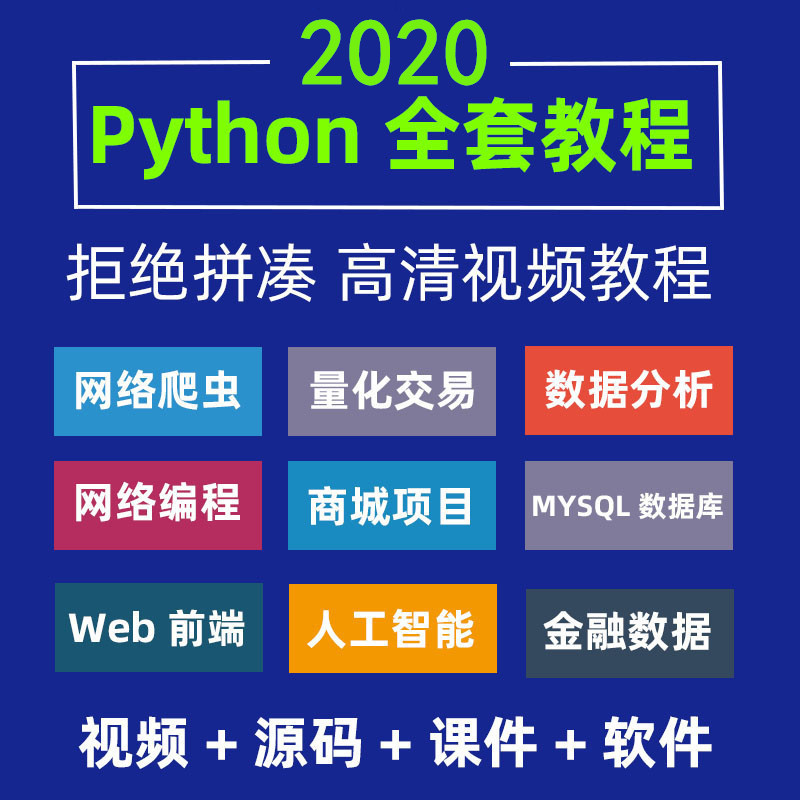 2020
Python 全套教程
拒绝拼凑 高清视频教程
网络爬虫 量化交易 数据分析
网络编程 商城项目 MYSQL 数据库
Web 前端 人工智能 金融数据
视频 + 源码 + 课件 + 软件